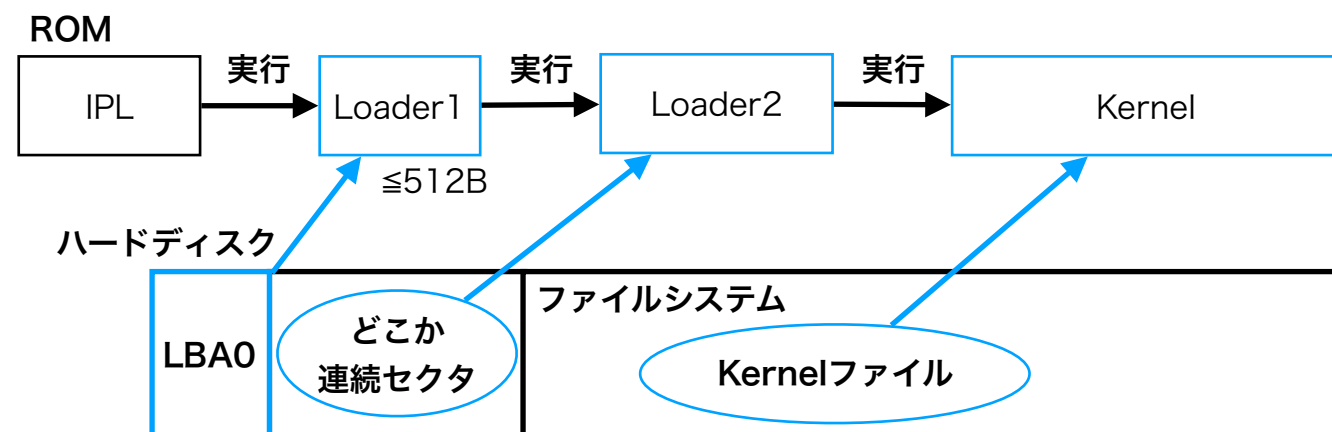 ROM
IPL
実行
Loader1
実行
Loader2
実行
Kernel
≦512B
ハードディスク
LBA0
どこか
連続セクタ
ファイルシステム
Kernelファイル